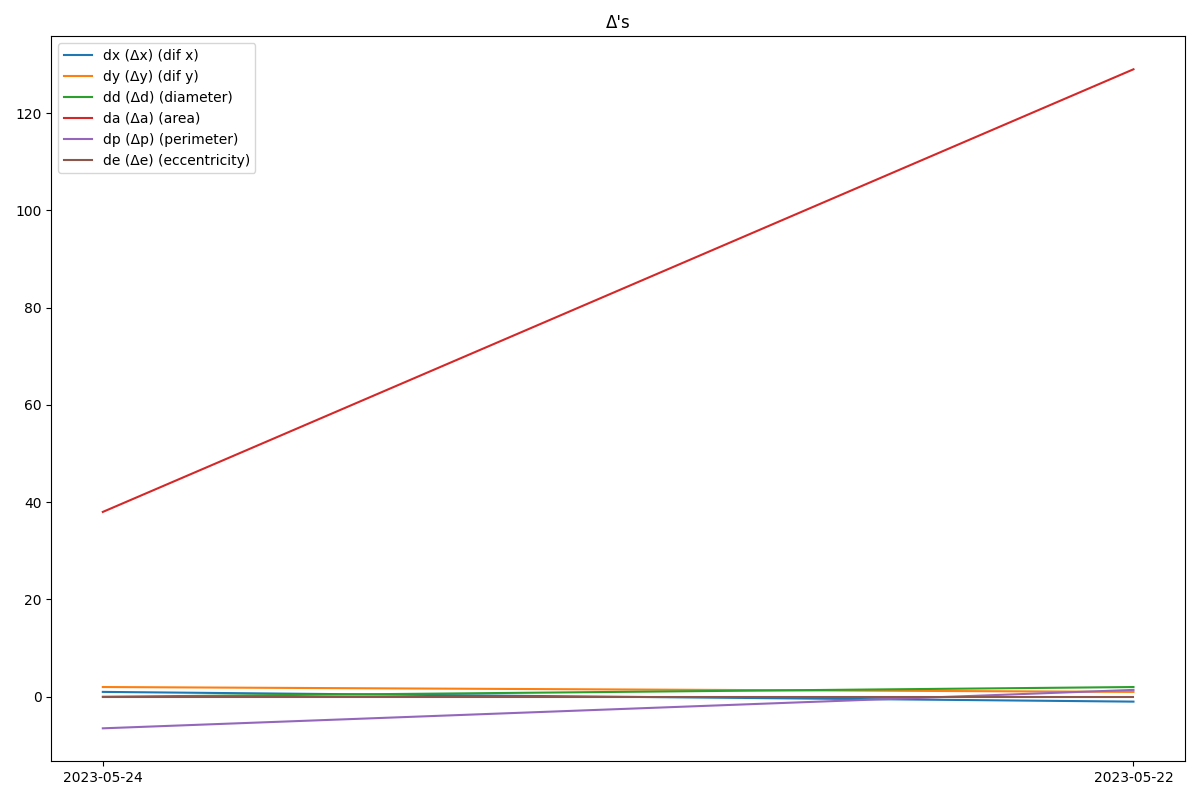 Δ's
dx (Δx) (dif x)
dy (Δy) (dif y)
dd (Δd) (diameter)
da (Δa) (area)
dp (Δp) (perimeter)
de (Δe) (eccentricity)
120
100
80
60
40
20
0
2023-05-24 2023-05-22